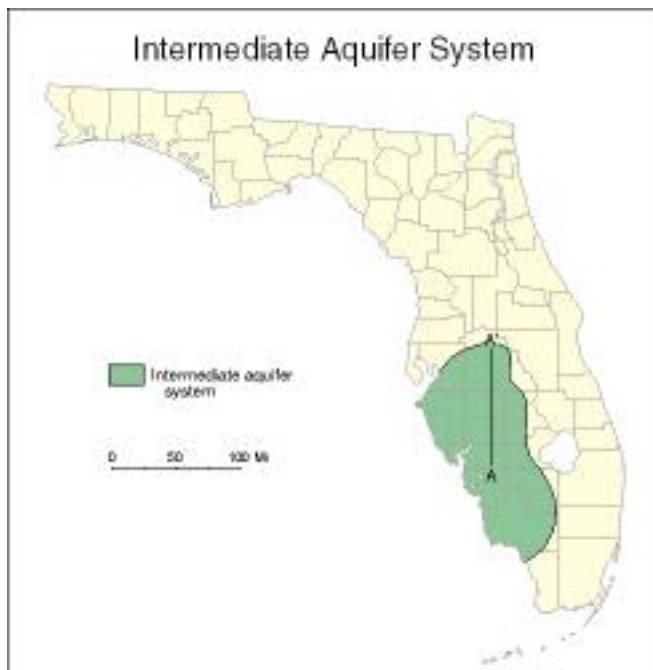 Intermediate Aquifer System
A'
Intermediate aquifer
system
0 50 100 Mi
A